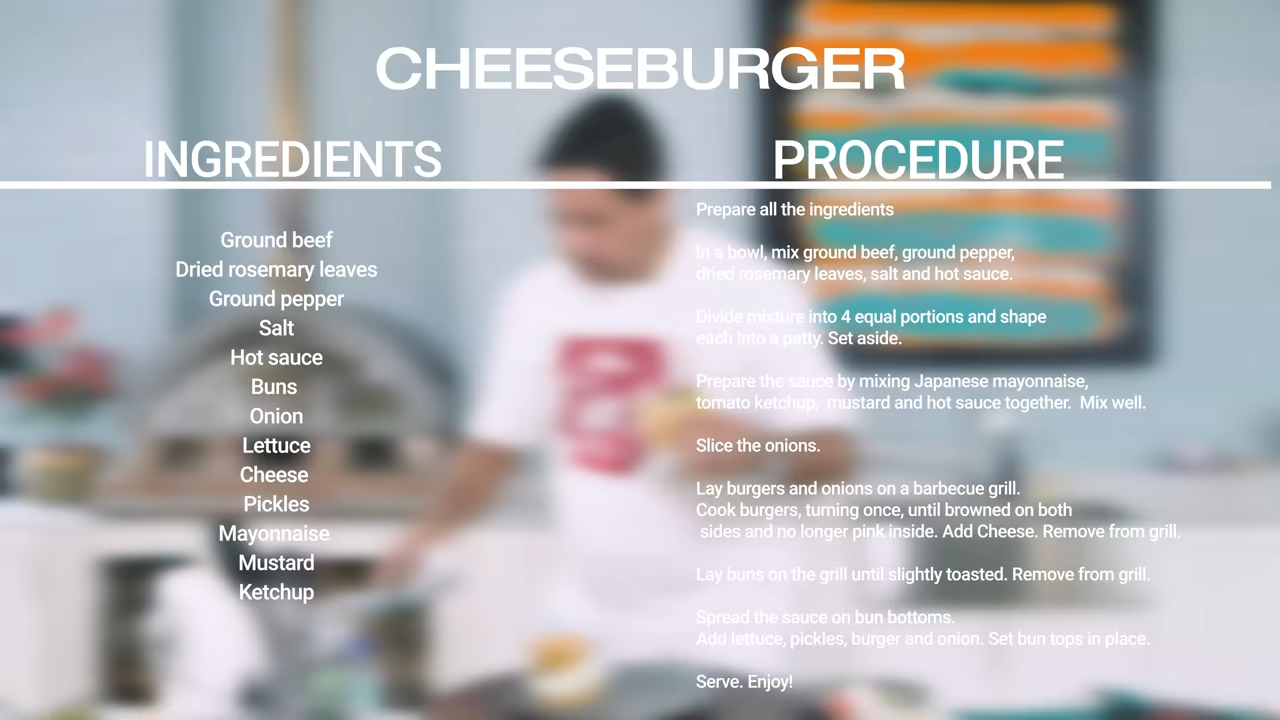 CHEESEBURGER
INGREDIENTS
Ground beef
Dried rosemary leaves
Ground pepper
Salt
Hot sauce
Buns
Onion
Lettuce
Cheese
Pickles
Mayonnaise
Mustard
Ketchup
PROCEDURE
Prepare all the ingredients
In a bowl, mix ground beef, ground pepper,
dried rosemary leaves, salt and hot sauce.
Divide mixture into 4 equal portions and shape
each into a patty. Set aside.
Prepare the sauce by mixing Japanese mayonnaise,
tomato ketchup,  mustard and hot sauce together.  Mix well.
Slice the onions.
Lay burgers and onions on a barbecue grill.
Cook burgers, turning once, until browned on both
sides and no longer pink inside. Add Cheese. Remove from grill.
Lay buns on the grill until slightly toasted. Remove from grill.
Spread the sauce on bun bottoms.
Add lettuce, pickles, burger and onion. Set bun tops in place.
Serve. Enjoy!